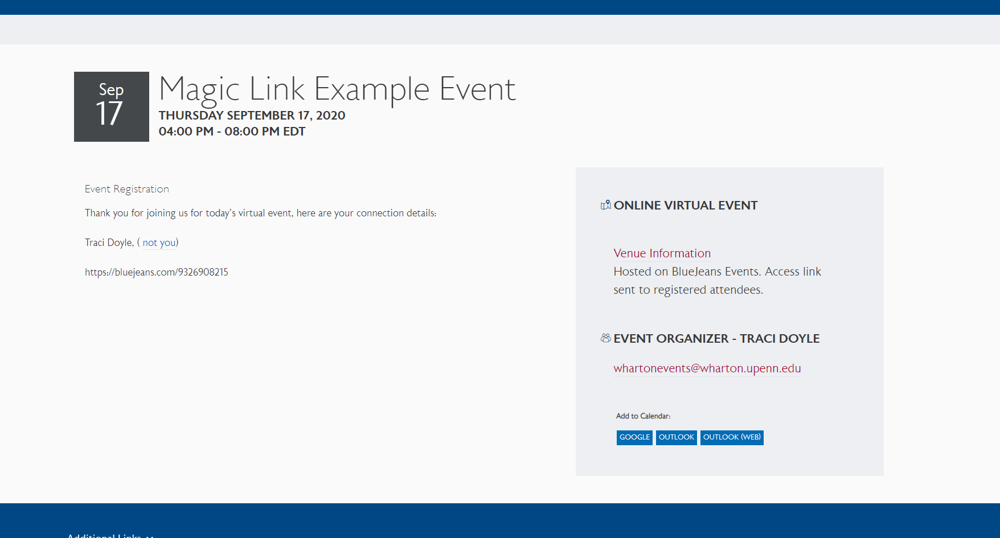 Sep
17
Magic Link Example Event
THURSDAY SEPTEMBER 17, 2020
04:00 PM - 08:00 PM EDT
Event Registration
Thank you for joining us for today's virtual event, here are your connection details:
Traci Doyle, ( not you)
https://bluejeans.com/9326908215
ONLINE VIRTUAL EVENT
Venue Information
Hosted on BlueJeans Events. Access link
sent to registered attendees.
EVENT ORGANIZER - TRACI DOYLE
whartonevents@wharton.upenn.edu
Add to Calendar:
GOOGLE OUTLOOK OUTLOOK (WEB)
Additional Links